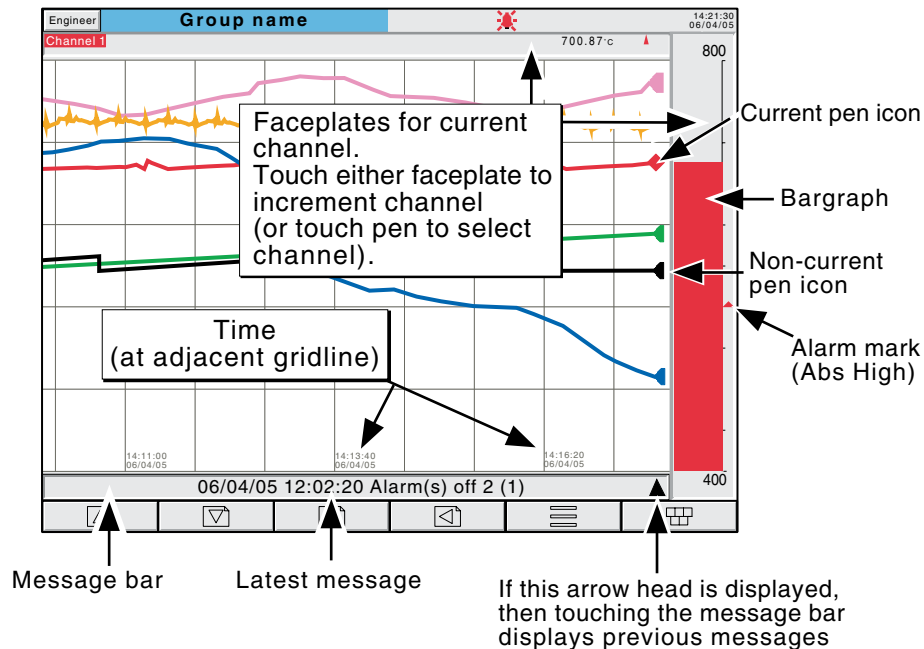 Engineer
Group name
14:21:30
06/04/05
Channel 1
700.87°c
800
Faceplates for current
channel.
Touch either faceplate to
increment channel
(or touch pen to select
channel).
Current pen icon
Bargraph
Non-current
pen icon
Alarm mark
(Abs High)
Time
(at adjacent gridline)
14:11:00
06/04/05
14:13:40
06/04/05
14:16:20
06/04/05
400
06/04/05 12:02:20 Alarm(s) off 2 (1)
Message bar
Latest message
If this arrow head is displayed,
then touching the message bar
displays previous messages